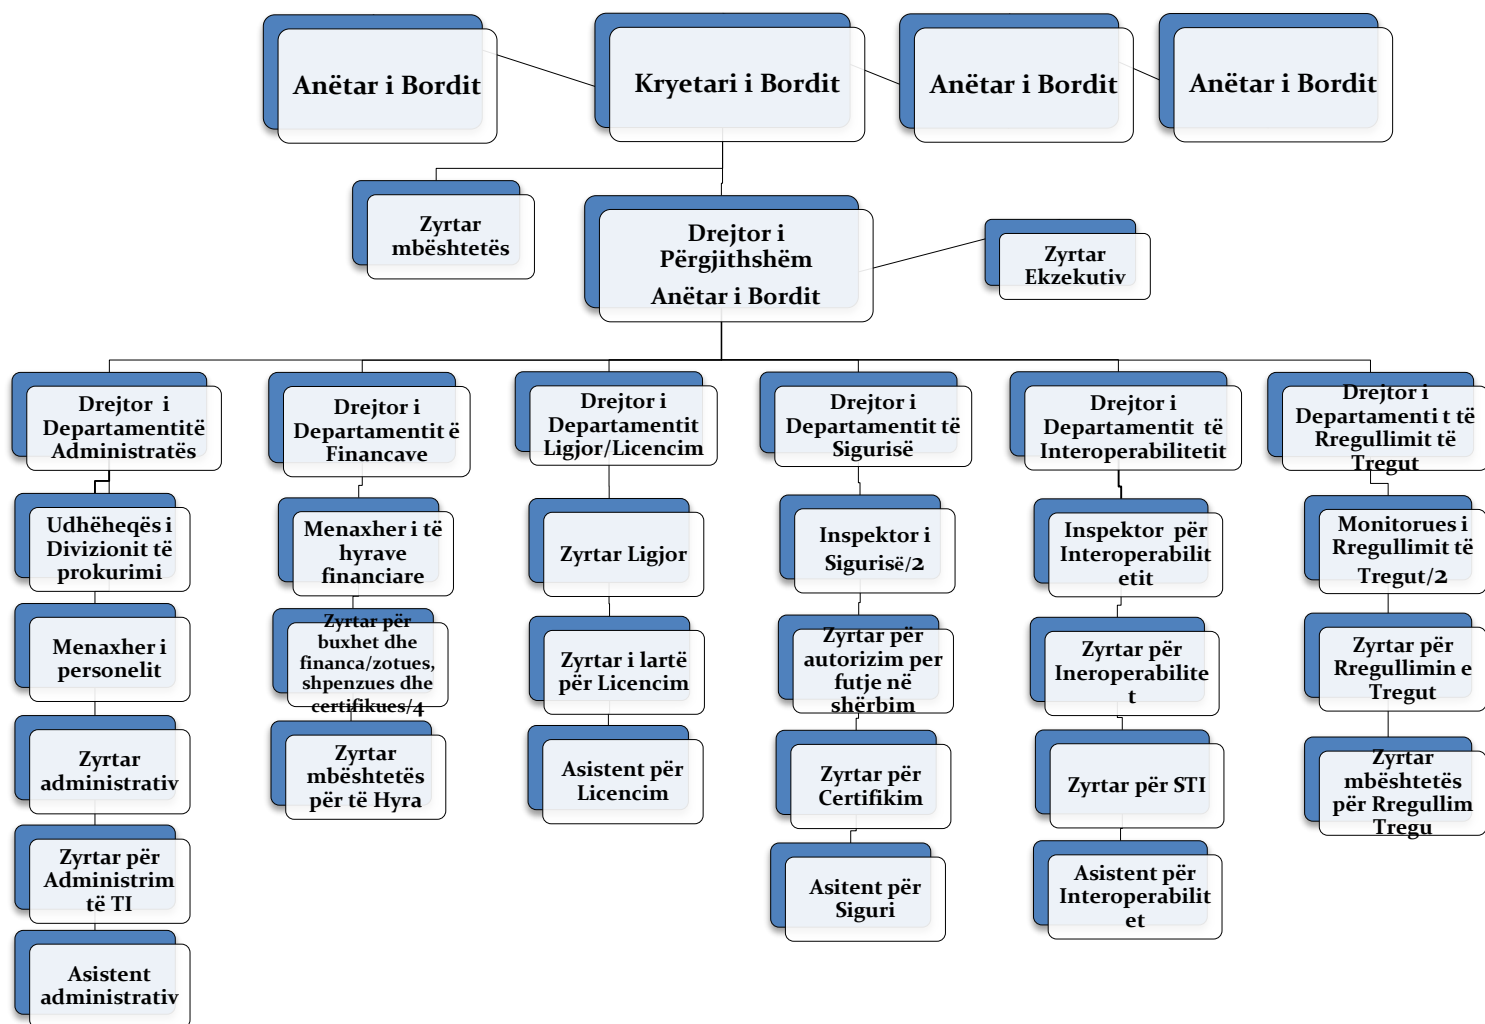 Anëtar i Bordit
Kryetari i Bordit
Anëtar i Bordit
Anëtar i Bordit
Zyrtar
mbështetës
Drejtor i
Përgjithshëm
Anëtar i Bordit
Zyrtar
Ekzekutiv
Drejtor i
Departamentitë
Administratës
Udhëheqës i
Divizionit të
prokurimi
Menaxher i
personelit
Zyrtar
administrativ
Zyrtar për
Administrim
të TI
Asistent
administrativ
Drejtor i
Departamentit ë
Financave
Menaxher i të
hyrave
financiare
Zyrtar për
buxhet dhe
financa/zotues,
shpenzues dhe
certifikues/4
Zyrtar
mbështetës
për të Hyra
Drejtor i
Departamentit
Ligjor/Licencim
Zyrtar Ligjor
Zyrtar i lartë
për Licencim
Asistent për
Licencim
Drejtor i
Departamentit të
Sigurisë
Inspektor i
Sigurisë/2
Zyrtar për
autorizim per
futje në
shërbim
Zyrtar për
Certifikim
Asitent për
Siguri
Drejtor i
Departamentit të
Interoperabilitetit
Inspektor për
Interoperabilit
etit
Zyrtar për
Ineroperabilite
t
Zyrtar për STI
Asistent për
Interoperabilit
et
Drejtor i
Departamenti t të
Rregullimit të
Tregut
Monitorues i
Rregullimit të
Tregut/2
Zyrtar për
Rregullimin e
Tregut
Zyrtar
mbështetës
për Rregullim
Tregu